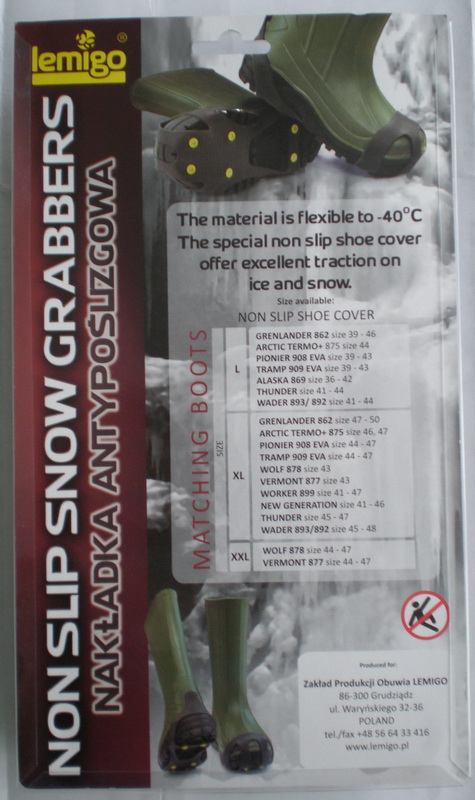 lemigo®
NON SLIP SNOW GRABBERS
NAKŁADKA ANTYPOŚLIZGOWA
The material is flexible to -40°C
The special non slip shoe cover
offer excellent traction on
ice and snow.
Size available:
NON SLIP SHOE COVER
MATCHING BOOTS
SIZE
L
GRENLANDER 862 size 39 - 46
ARCTIC TERMO+ 875 size 44
PIONIER 908 EVA size 39 - 43
TRAMP 909 EVA size 39 - 43
ALASKA 869 size 36 - 42
THUNDER size 41 - 44
WADER 893/ 892 size 41 - 44
XL
GRENLANDER 862 size 47 - 50
ARCTIC TERMO+ 875 size 46, 47
PIONIER 908 EVA size 44 - 47
TRAMP 909 EVA size 44 - 47
WOLF 878 size 43
VERMONT 877 size 43
WORKER 899 size 41 - 47
NEW GENERATION size 41 - 46
THUNDER size 45 - 47
WADER 893/892 size 45 - 48
XXL
WOLF 878 size 44 - 47
VERMONT 877 size 44 - 47
Produced for:
Zakład Produkcji Obuwia LEMIGO
86-300 Grudziądz
ul. Waryńskiego 32-36
POLAND
tel./fax +48 56 64 33 416
www.lemigo.pl